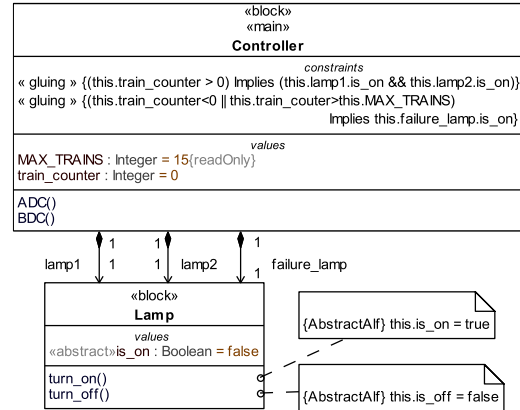 «block»
«main»
Controller
constraints
« gluing » {(this.train_counter > 0) Implies (this.lamp1.is_on && this.lamp2.is_on)}
« gluing » {(this.train_counter<0 || this.train_couter>this.MAX_TRAINS)
Implies this.failure_lamp.is_on}
values
MAX_TRAINS : Integer = 15{readOnly}
train_counter : Integer = 0
ADC()
BDC()
1 1 1
lamp1 1 1 lamp2 1 failure_lamp
«block»
Lamp
values
«abstract»is_on : Boolean = false
turn_on()
turn_off()
{AbstractAlf} this.is_on = true
{AbstractAlf} this.is_off = false